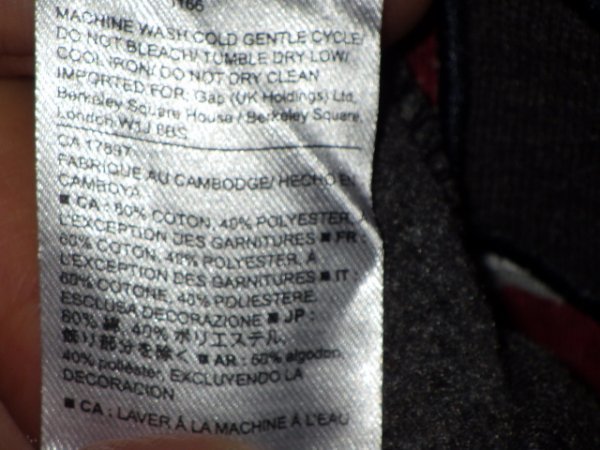 1166
MACHINE WASH COLD GENTLE CYCLE/
DO NOT BLEACH/ TUMBLE DRY LOW/
COOL IRON/ DO NOT DRY CLEAN
IMPORTED FOR: Gap (UK Holdings) Ltd,
Berkeley Square House / Berkeley Square,
London W1J 6BS
CA 17897
FABRIQUE AU CAMBODGE/ HECHO EN
CAMBOYA
■ CA : 60% COTON, 40% POLYESTER, À
L'EXCEPTION DES GARNITURES ■ FR :
60% COTON, 40% POLYESTER, À
L'EXCEPTION DES GARNITURES ■ IT :
60% COTONE, 40% POLIESTERE,
ESCLUSA DECORAZIONE ■ JP :
60% 綿, 40% ポリエステル,
飾り部分を除く ■ AR : 60% algodon,
40% poliéster, EXCLUYENDO LA
DECORACION
■ CA : LAVER À LA MACHINE À L'EAU